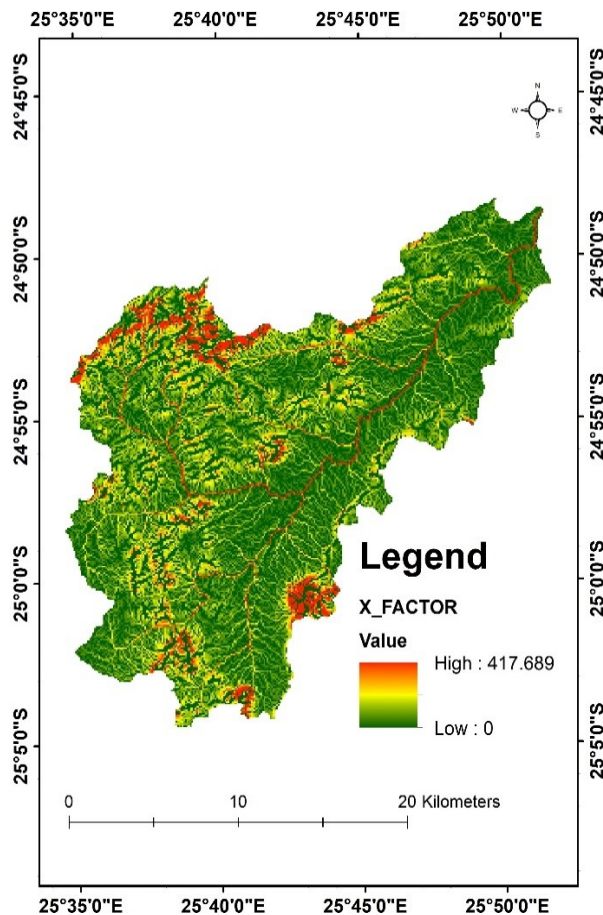 25°35'0"E 25°40'0"E 25°45'0"E 25°50'0"E
24°45'0"S 24°45'0"S
N
W E
S
24°50'0"S 24°50'0"S
24°55'0"S 24°55'0"S
Legend
25°0'0"S 25°0'0"S
X_FACTOR
Value
High : 417.689
Low : 0
25°5'0"S 25°5'0"S
0 10 20 Kilometers
25°35'0"E 25°40'0"E 25°45'0"E 25°50'0"E